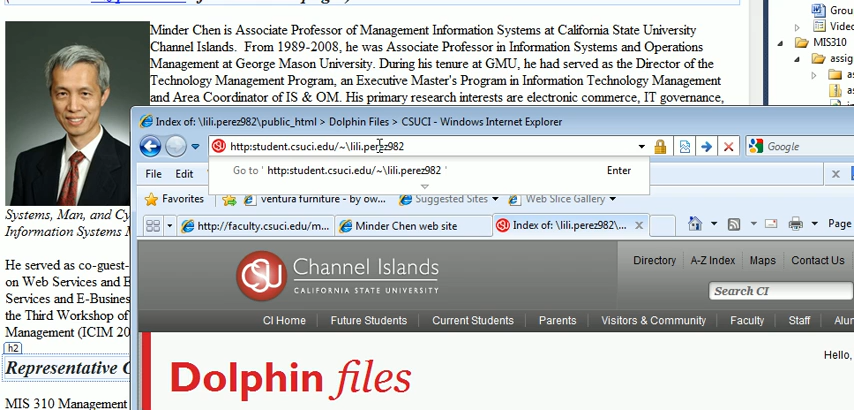 Minder Chen is Associate Professor of Management Information Systems at California State University
Channel Islands. From 1989-2008, he was Associate Professor in Information Systems and Operations
Management at George Mason University. During his tenure at GMU, he had served as the Director of the
Technology Management Program, an Executive Master's Program in Information Technology Management
and Area Coordinator of IS & OM. His primary research interests are electronic commerce, IT governance,
Group
Video
MIS310
assig
Index of: \lili.perez982\public_html > Dolphin Files > CSUCI - Windows Internet Explorer
http:student.csuci.edu/~\lili.perez982
Google
Go to ' http:student.csuci.edu/~\lili.perez982 '
Enter
File Edit
Favorites
ventura furniture - by ow...
Suggested Sites
Web Slice Gallery
http://faculty.csuci.edu/m...
Minder Chen web site
Index of: \lili.perez982\...
Page
Systems, Man, and Cy
Information Systems
He served as co-guest-
on Web Services and E
Services and E-Busines
the Third Workshop of
Management (ICIM 20
h2
Representative C
MIS 310 Management
Channel Islands
CALIFORNIA STATE UNIVERSITY
Directory A-Z Index Maps Contact Us
Search CI
CI Home Future Students Current Students Parents Visitors & Community Faculty Staff Alu
Hello,
Dolphin files